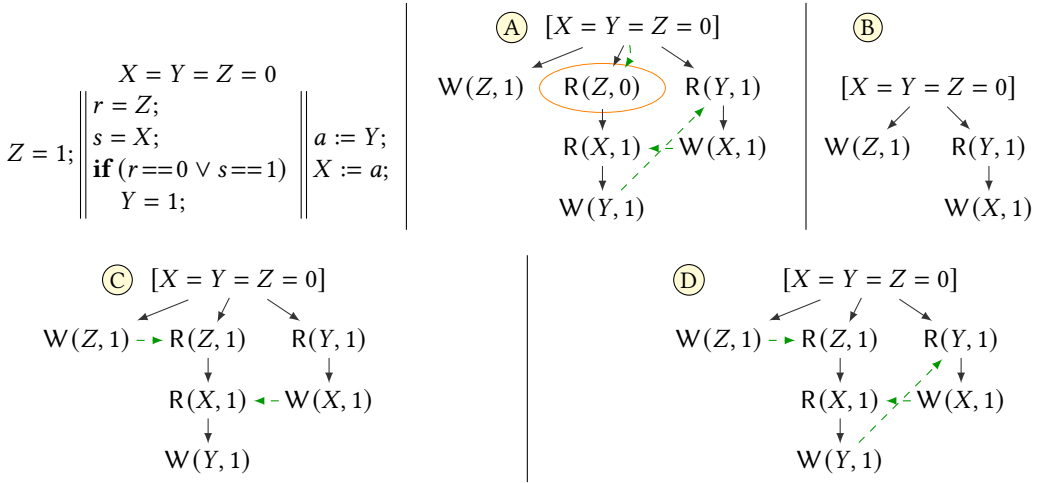 X = Y = Z = 0
Z = 1;
r = Z;
s = X;
if (r == 0 ∨ s == 1)
Y = 1;
a := Y;
X := a;
A
[X = Y = Z = 0]
W(Z, 1) R(Z, 0) R(Y, 1)
R(X, 1) W(X, 1)
W(Y, 1)
B
[X = Y = Z = 0]
W(Z, 1) R(Y, 1)
W(X, 1)
C [X = Y = Z = 0]
W(Z, 1) R(Z, 1) R(Y, 1)
R(X, 1) W(X, 1)
W(Y, 1)
D [X = Y = Z = 0]
W(Z, 1) R(Z, 1) R(Y, 1)
R(X, 1) W(X, 1)
W(Y, 1)